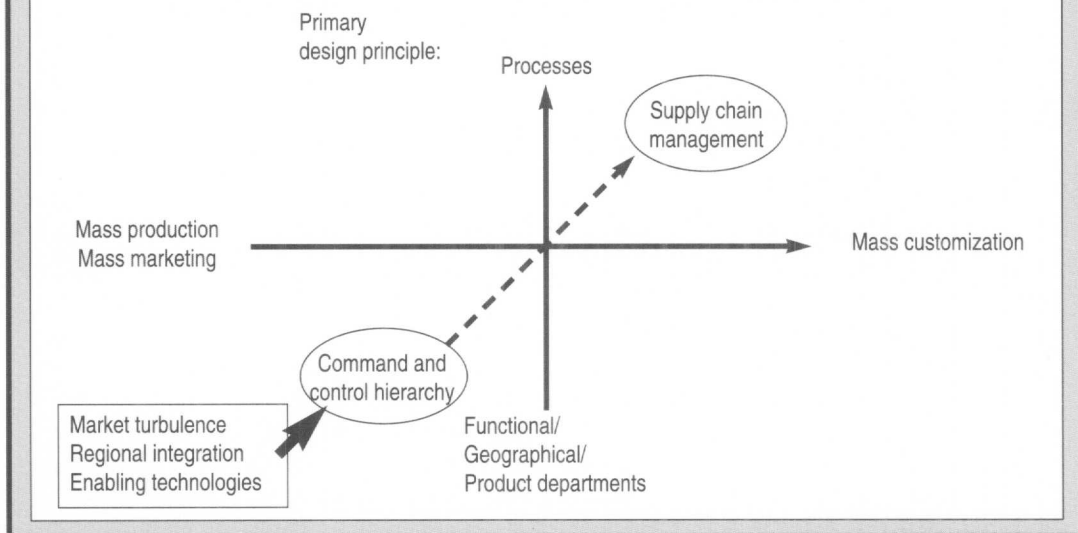 Primary
design principle:
Processes
Supply chain
management
Mass production
Mass marketing
Mass customization
Command and
control hierarchy
Market turbulence
Regional integration
Enabling technologies
Functional/
Geographical/
Product departments